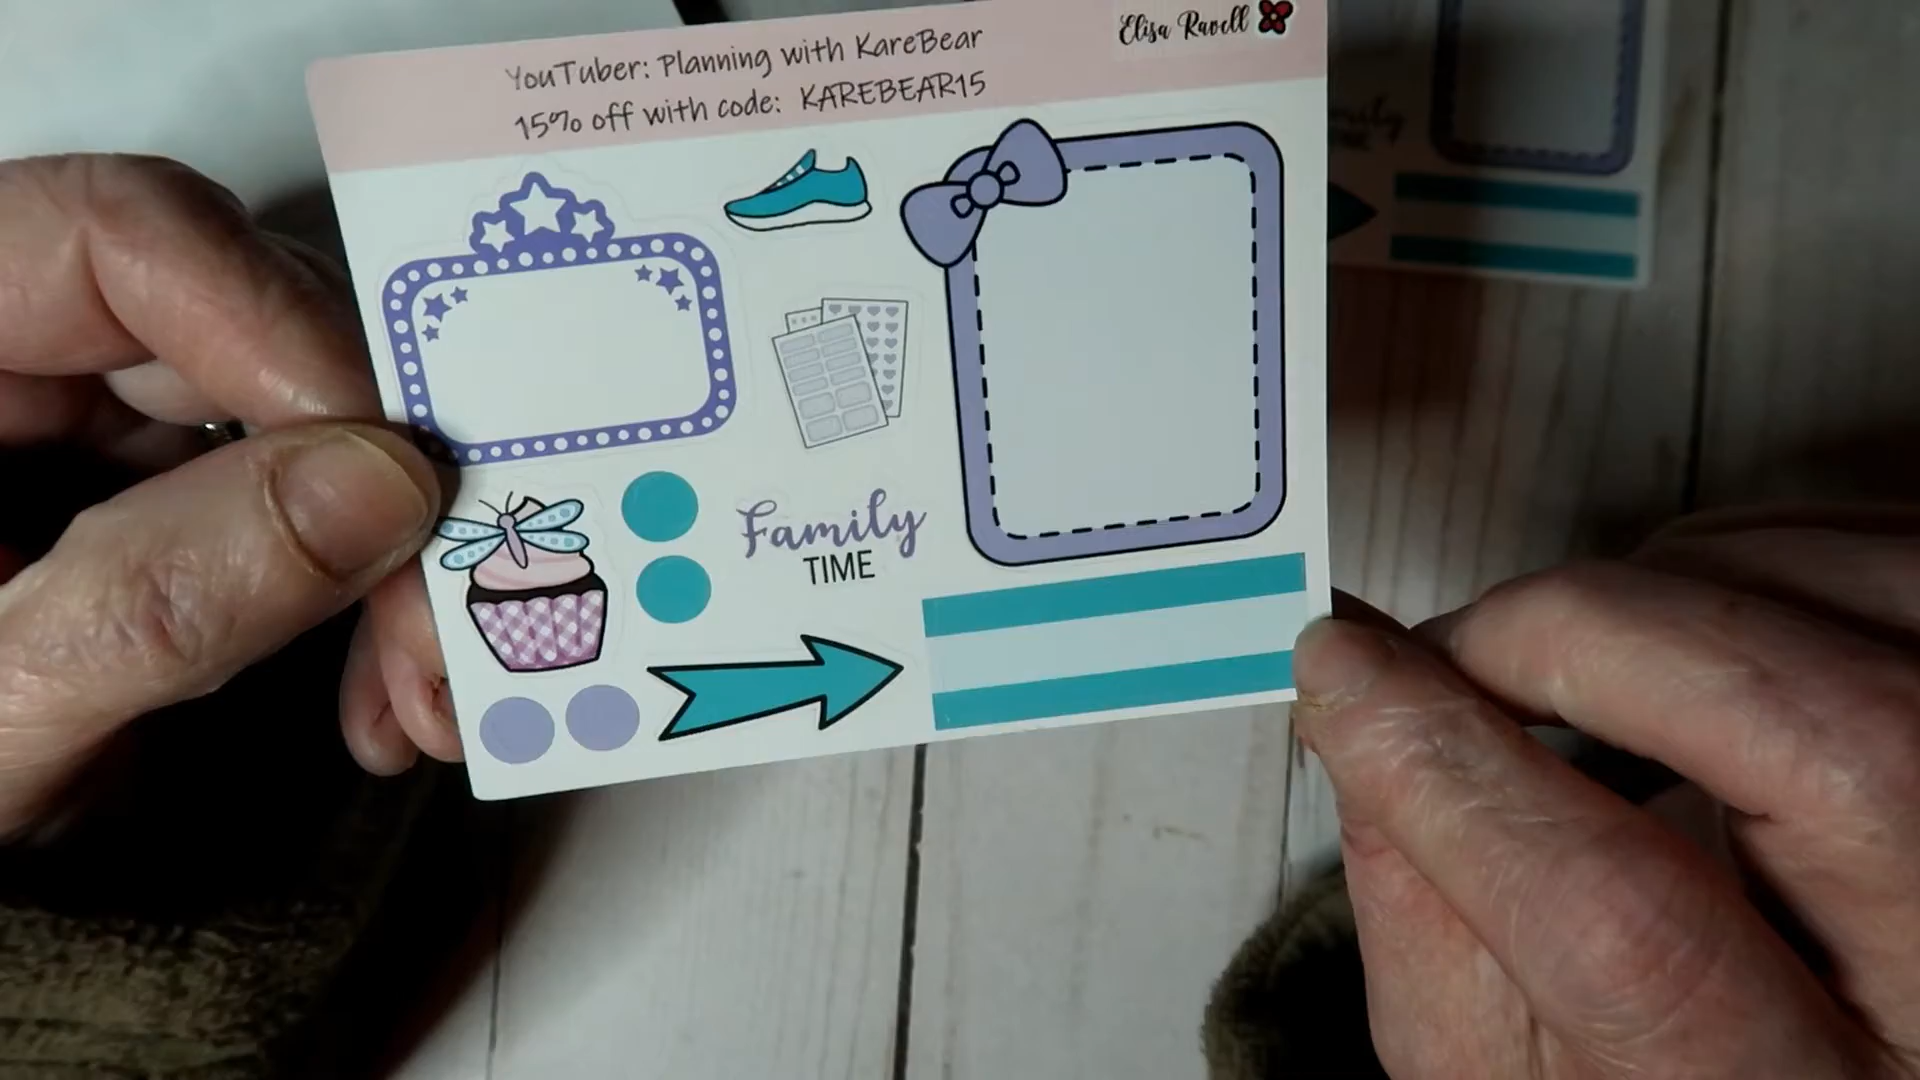 YouTuber: Planning with KareBear
15% off with code: KAREBEAR15
Elisa Ravell
Family
TIME